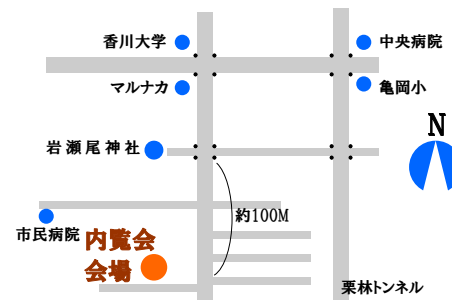 香川大学
中央病院
マルナカ
亀岡小
N
岩瀬尾神社
約100M
市民病院
内覧会
会場
栗林トンネル